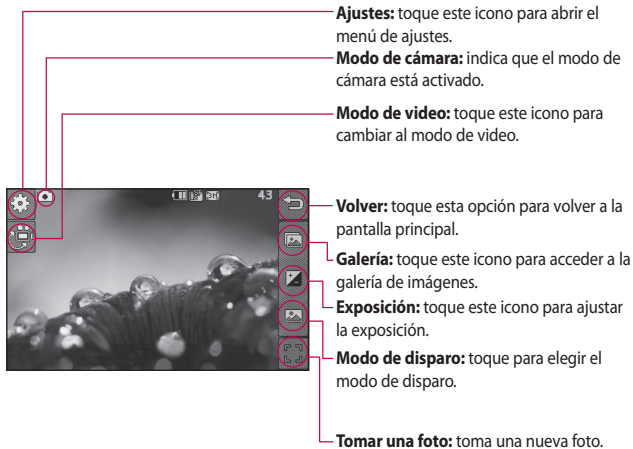 Ajustes: toque este icono para abrir el
menú de ajustes.
Modo de cámara: indica que el modo de
cámara está activado.
Modo de video: toque este icono para
cambiar al modo de video.
43
Volver: toque esta opción para volver a la
pantalla principal.
Galería: toque este icono para acceder a la
galería de imágenes.
Exposición: toque este icono para ajustar
la exposición.
Modo de disparo: toque para elegir el
modo de disparo.
Tomar una foto: toma una nueva foto.